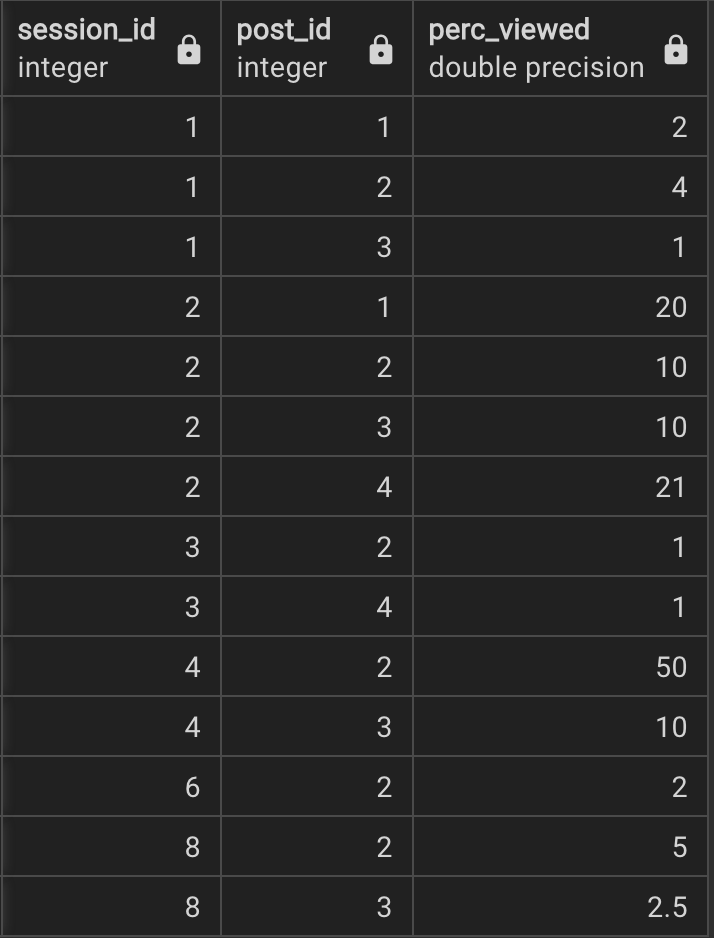 session_id post_id perc_viewed
integer integer double precision
1 1 2
1 2 4
1 3 1
2 1 20
2 2 10
2 3 10
2 4 21
3 2 1
3 4 1
4 2 50
4 3 10
6 2 2
8 2 5
8 3 2.5